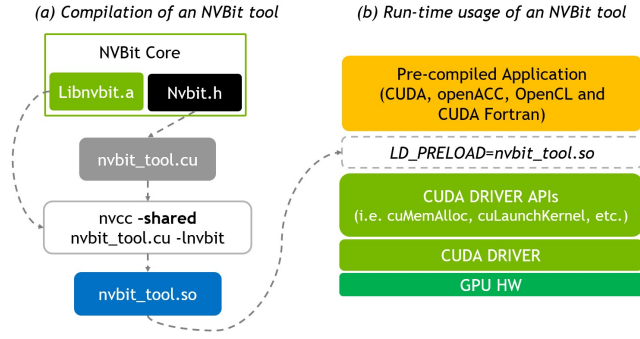 (a) Compilation of an NVBit tool
NVBit Core
Libnvbit.a
Nvbit.h
nvbit_tool.cu
nvcc -shared
nvbit_tool.cu -lnvbit
nvbit_tool.so
(b) Run-time usage of an NVBit tool
Pre-compiled Application
(CUDA, openACC, OpenCL and
CUDA Fortran)
LD_PRELOAD=nvbit_tool.so
CUDA DRIVER APIs
(i.e. cuMemAlloc, cuLaunchKernel, etc.)
CUDA DRIVER
GPU HW